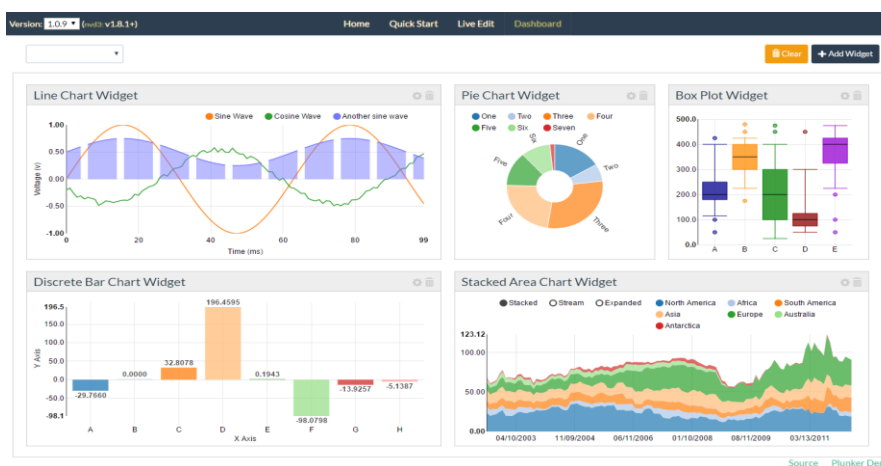 Version: 1.0.9 (nvd3: v1.8.1+) Home Quick Start Live Edit Dashboard
Clear + Add Widget
Line Chart Widget
Sine Wave Cosine Wave Another sine wave
1.00
0.50
0.00
-0.50
-1.00
Voltage (v)
0 20 40 60 80 99
Time (ms)
Pie Chart Widget
One Two Three Four
Five Six Seven
One
Two
Three
Four
Five
Six
Box Plot Widget
500.0
400.0
300.0
200.0
100.0
0.0
A B C D E
Discrete Bar Chart Widget
196.5
150.0
100.0
50.0
0.0
-50.0
-98.1
Y Axis
-29.7660
0.0000
32.8078
196.4595
0.1943
-98.0798
-13.9257
-5.1387
A B C D E F G H
X Axis
Stacked Area Chart Widget
Stacked Stream Expanded North America Africa South America
Asia Europe Australia
Antarctica
123.12
100.00
50.00
0.00
04/10/2003 11/09/2004 06/11/2006 01/10/2008 08/11/2009 03/13/2011
Source Plunker Der